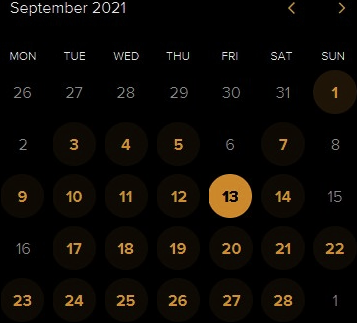 September 2021 < >
MON TUE WED THU FRI SAT SUN
26 27 28 29 30 31 1
2 3 4 5 6 7 8
9 10 11 12 13 14 15
16 17 18 19 20 21 22
23 24 25 26 27 28 1